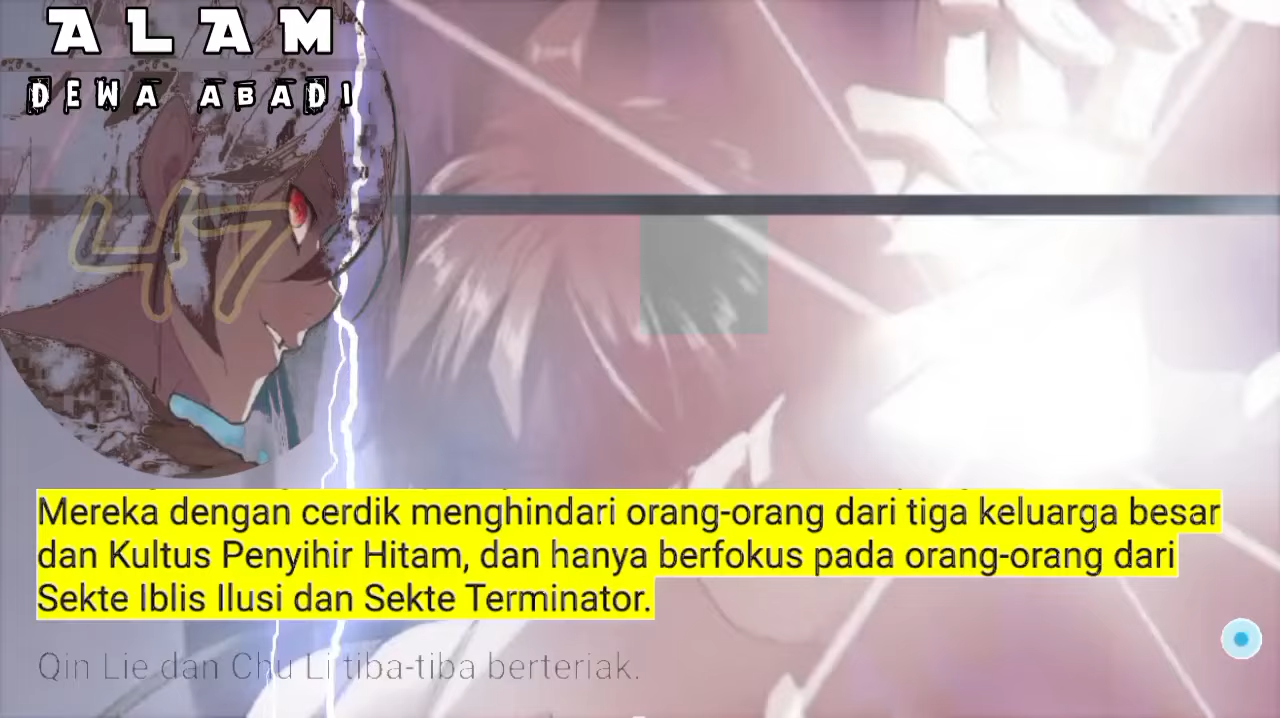 ALAM
DEWA ABADI
47
Mereka dengan cerdik menghindari orang-orang dari tiga keluarga besar
dan Kultus Penyihir Hitam, dan hanya berfokus pada orang-orang dari
Sekte Iblis Ilusi dan Sekte Terminator.
Qin Lie dan Chu Li tiba-tiba berteriak.